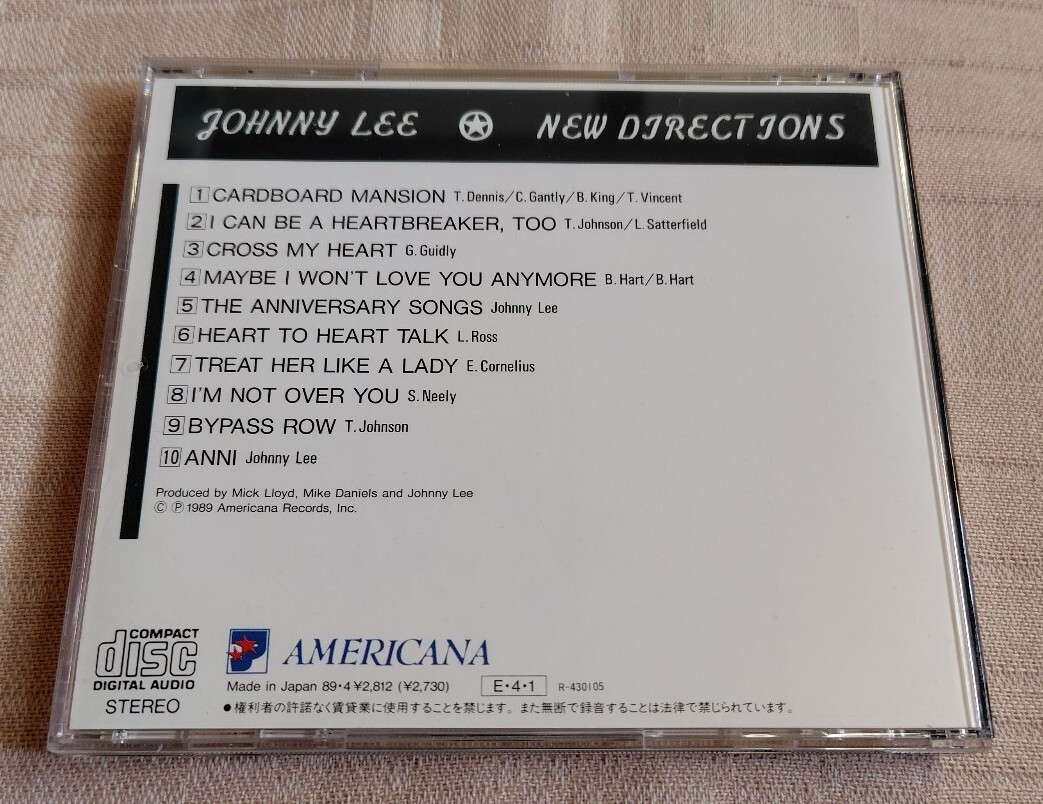 JOHNNY LEE ✪ NEW DIRECTIONS
1 CARDBOARD MANSION T. Dennis/C. Gantly/B. King/T. Vincent
2 I CAN BE A HEARTBREAKER, TOO T. Johnson/L. Satterfield
3 CROSS MY HEART G. Guidly
4 MAYBE I WON'T LOVE YOU ANYMORE B. Hart/B. Hart
5 THE ANNIVERSARY SONGS Johnny Lee
6 HEART TO HEART TALK L. Ross
7 TREAT HER LIKE A LADY E. Cornelius
8 I'M NOT OVER YOU S. Neely
9 BYPASS ROW T. Johnson
10 ANNI Johnny Lee
Produced by Mick Lloyd, Mike Daniels and Johnny Lee
© ℗ 1989 Americana Records, Inc.
COMPACT
disc
DIGITAL AUDIO
STEREO
AMERICANA
Made in Japan 89・4 ¥2,812 (¥2,730) E・4・1 R-430105
●権利者の許諾なく賃貸業に使用することを禁じます。また無断で録音することは法律で禁じられています。